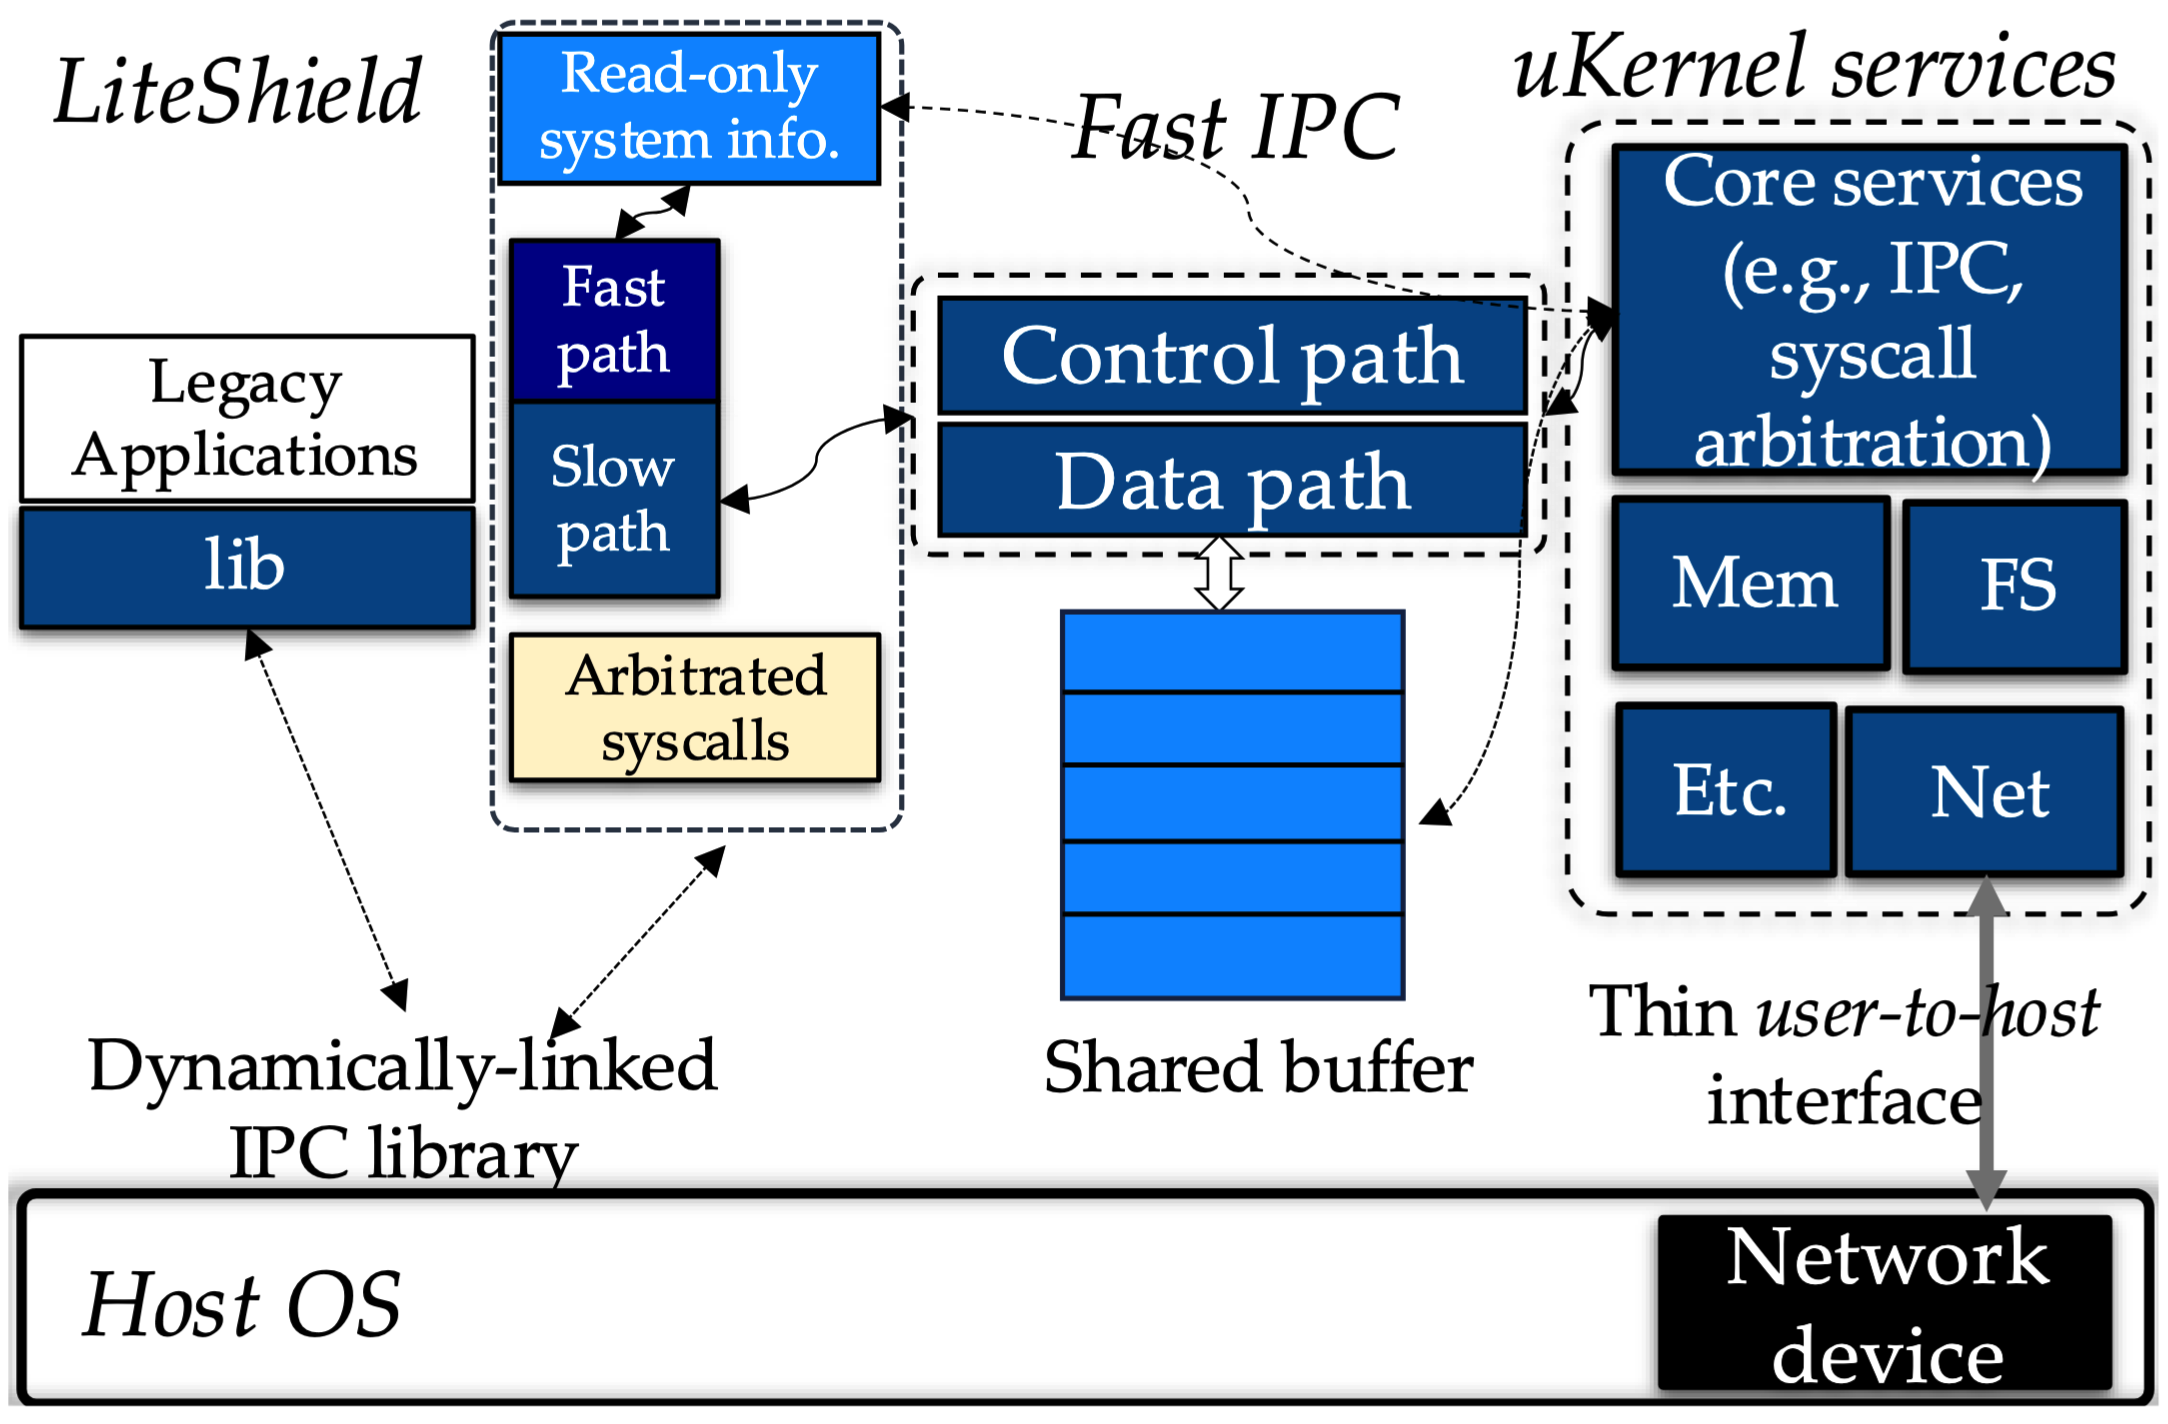 LiteShield
Read-only
system info.
Fast IPC
uKernel services
Core services
(e.g., IPC,
syscall
arbitration)
Fast
path
Slow
path
Legacy
Applications
lib
Control path
Data path
Mem
FS
Arbitrated
syscalls
Etc.
Net
Dynamically-linked
IPC library
Shared buffer
Thin user-to-host
interface
Host OS
Network
device